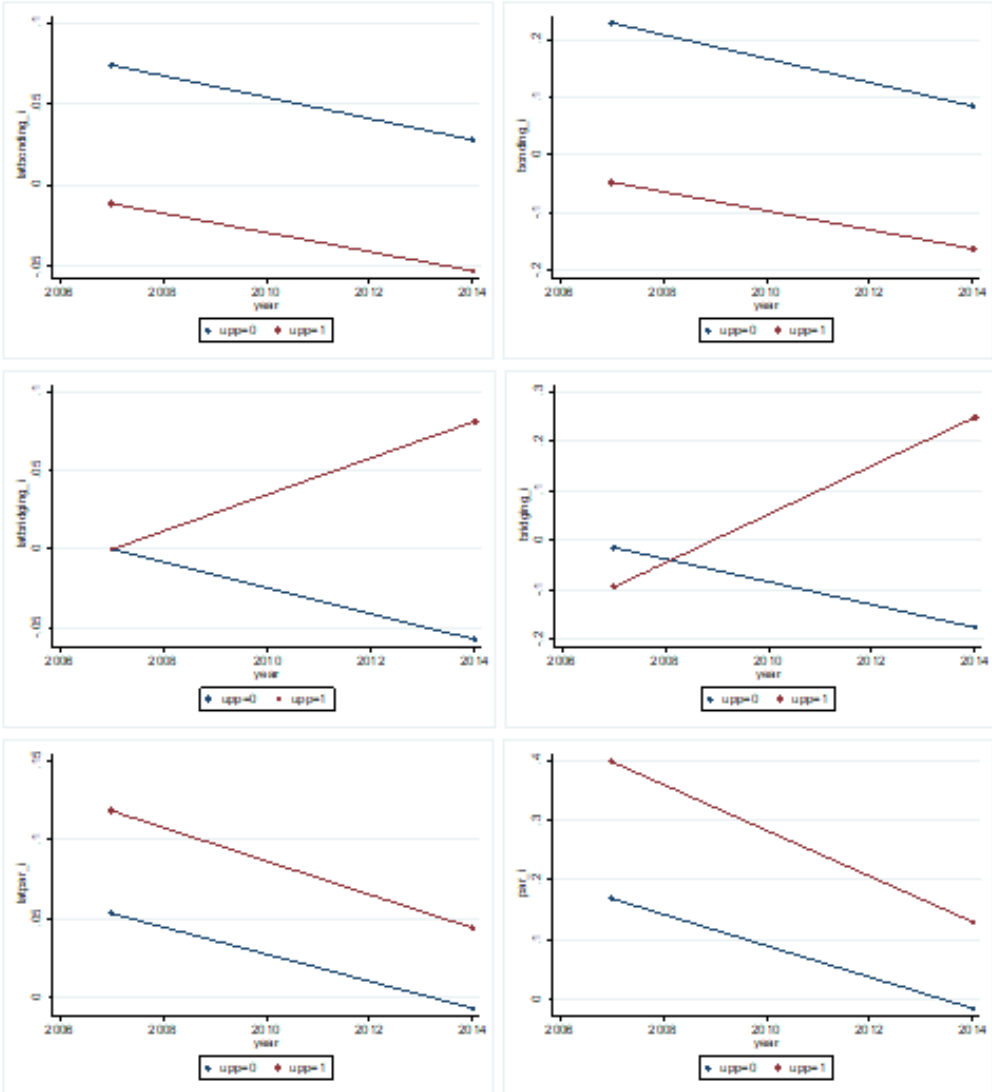 .1
.05
0
-.05
latbonding_i
2006 2008 2010 2012 2014
year
upp=0 upp=1
.2
.1
0
-.1
-.2
bonding_i
2006 2008 2010 2012 2014
year
upp=0 upp=1
.1
.05
0
-.05
latbridging_i
2006 2008 2010 2012 2014
year
upp=0 upp=1
.3
.2
.1
0
-.1
-.2
bridging_i
2006 2008 2010 2012 2014
year
upp=0 upp=1
.15
.1
.05
0
latpar_i
2006 2008 2010 2012 2014
year
upp=0 upp=1
.4
.3
.2
.1
0
par_i
2006 2008 2010 2012 2014
year
upp=0 upp=1